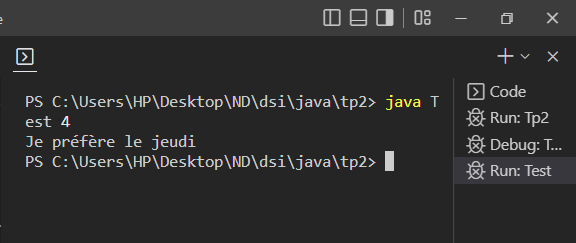 e
PS C:\Users\HP\Desktop\ND\dsi\java\tp2> java T
est 4
Je préfère le jeudi
PS C:\Users\HP\Desktop\ND\dsi\java\tp2>
Code
Run: Tp2
Debug: T...
Run: Test